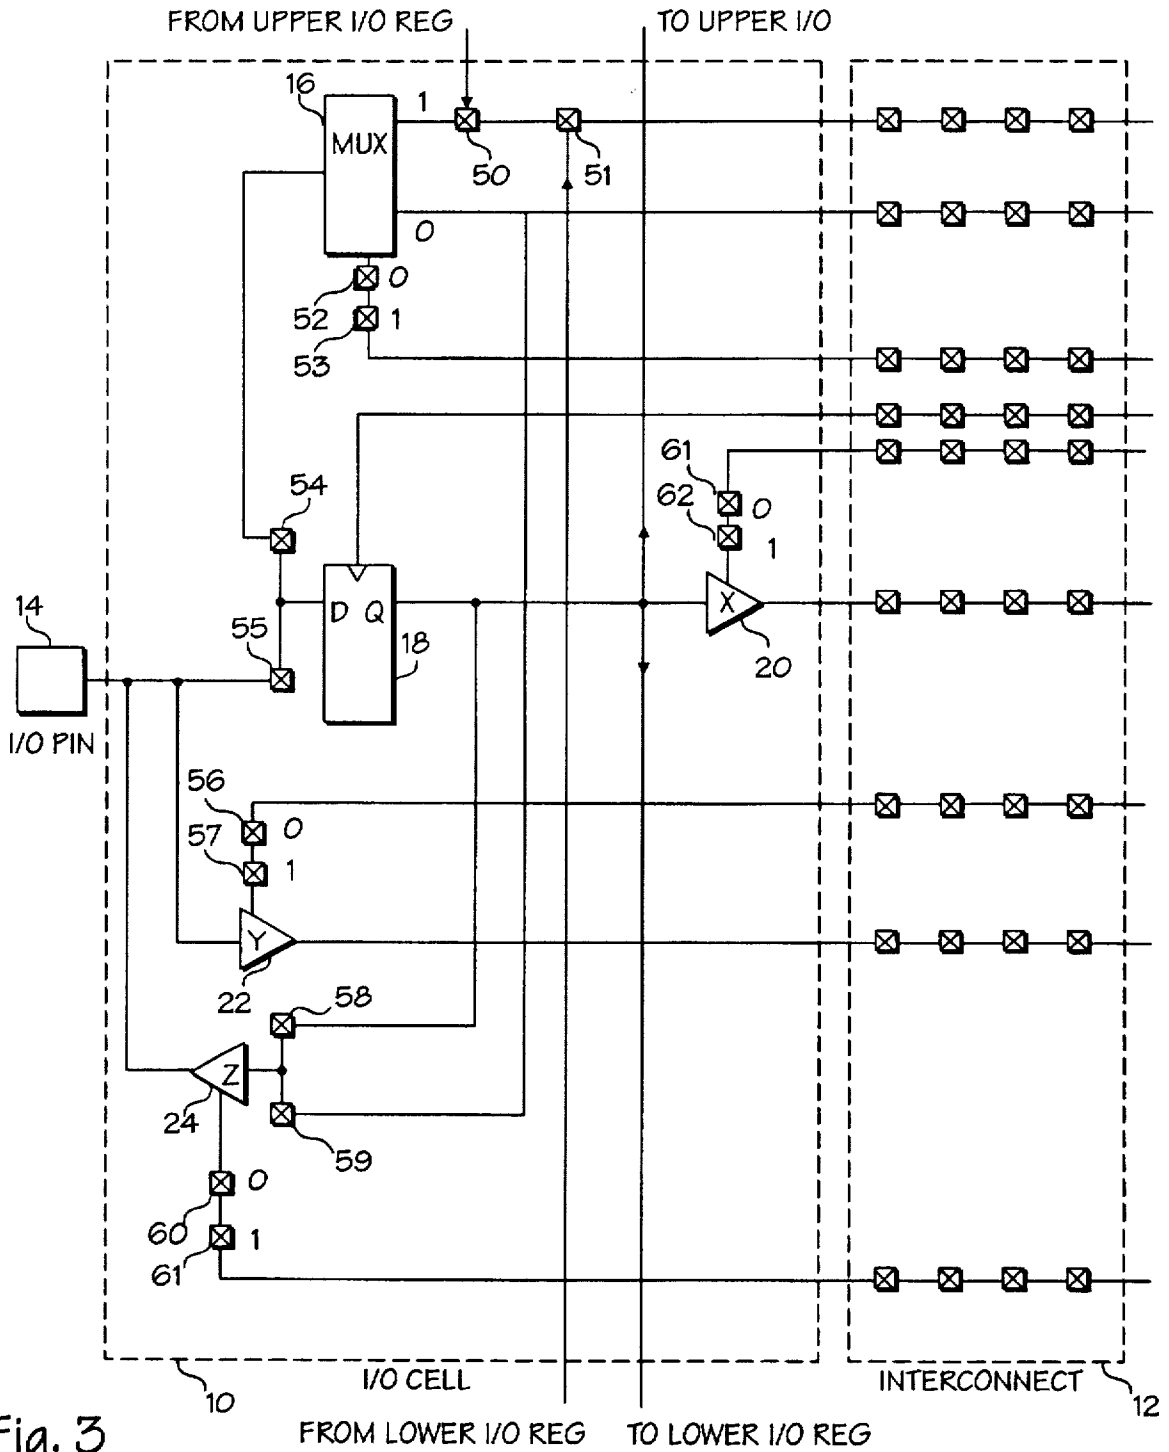 FROM UPPER I/O REG
TO UPPER I/O
16
MUX
1
50
51
0
52
0
53
1
54
61
0
62
1
14
D Q
X
55
18
20
I/O PIN
56
0
57
1
Y
22
58
Z
24
59
60
0
61
1
10
I/O CELL
INTERCONNECT
12
Fig. 3
FROM LOWER I/O REG
TO LOWER I/O REG